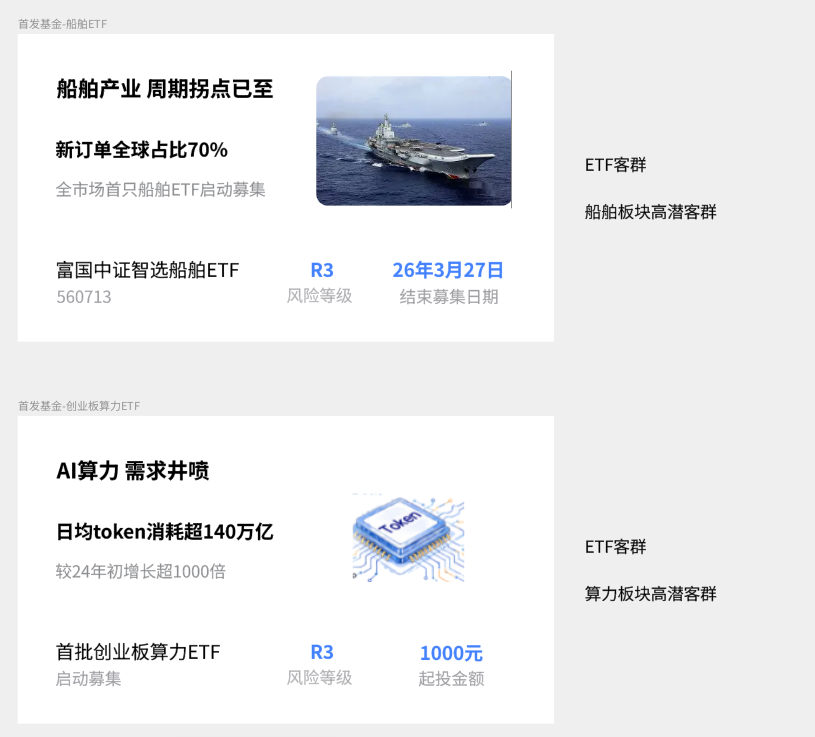 首发基金-船舶ETF
船舶产业 周期拐点已至
新订单全球占比70%
全市场首只船舶ETF启动募集
ETF客群
船舶板块高潜客群
富国中证智选船舶ETF
560713
R3
风险等级
26年3月27日
结束募集日期
首发基金-创业板算力ETF
AI算力 需求井喷
日均token消耗超140万亿
较24年初增长超1000倍
Token
ETF客群
算力板块高潜客群
首批创业板算力ETF
启动募集
R3
风险等级
1000元
起投金额